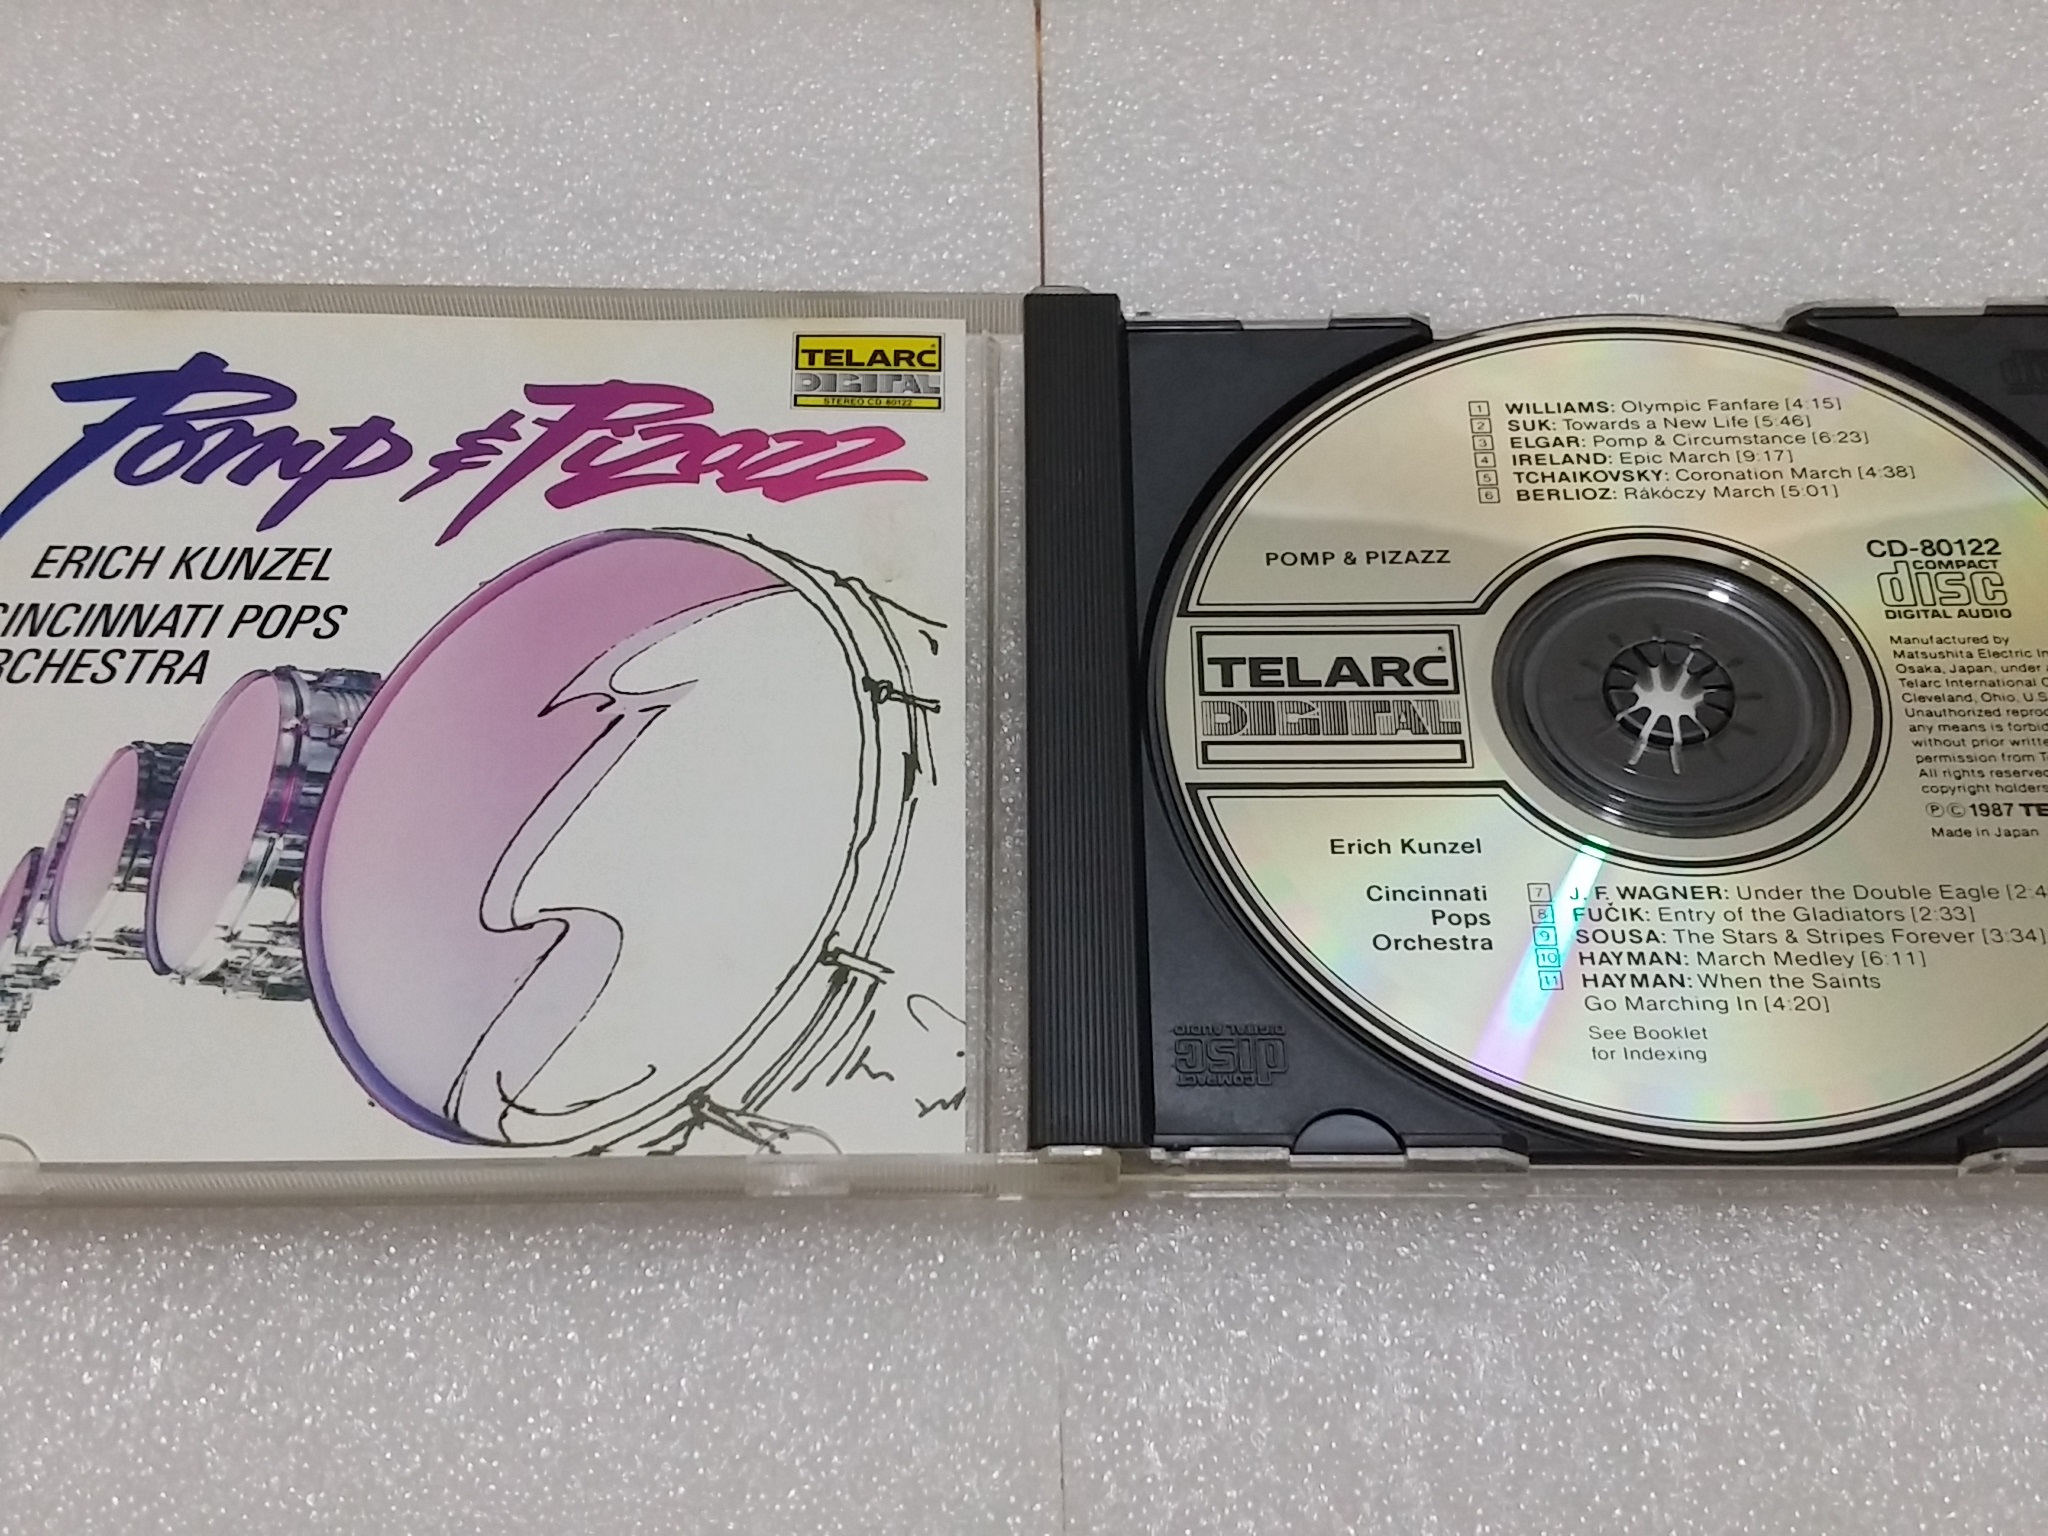 Pomp & Pizazz
TELARC
DIGITAL
STEREO CD-80122
ERICH KUNZEL
CINCINNATI POPS
ORCHESTRA
1 WILLIAMS: Olympic Fanfare [4:15]
2 SUK: Towards a New Life [5:46]
3 ELGAR: Pomp & Circumstance [6:23]
4 IRELAND: Epic March [9:17]
5 TCHAIKOVSKY: Coronation March [4:38]
6 BERLIOZ: Rákóczy March [5:01]
POMP & PIZAZZ
CD-80122
COMPACT
disc
DIGITAL AUDIO
TELARC
DIGITAL
Manufactured by
Matsushita Electric
Osaka, Japan, under
Telarc International
Cleveland, Ohio, U.S
Unauthorized
any means is
without prior
permission from
All rights reserved
copyright holders
Ⓟ©1987
Made in Japan
Erich Kunzel
Cincinnati
Pops
Orchestra
7 J. F. WAGNER: Under the Double Eagle [2:4
8 FUČIK: Entry of the Gladiators [2:33]
9 SOUSA: The Stars & Stripes Forever [3:34]
10 HAYMAN: March Medley [6:11]
11 HAYMAN: When the Saints
Go Marching In [4:20]
See Booklet
for Indexing
COMPACT
disc
DIGITAL AUDIO